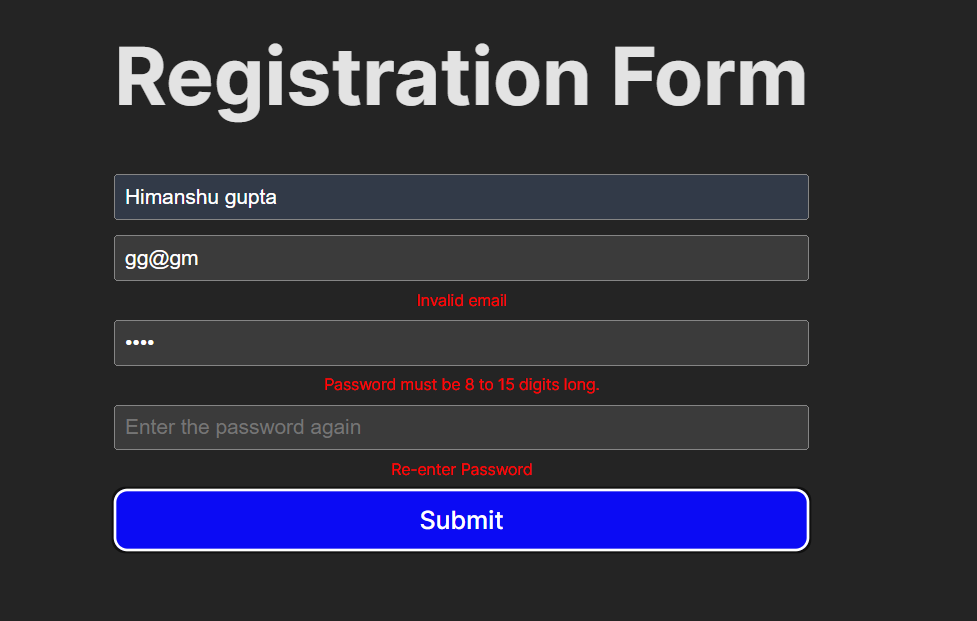 Registration Form
Himanshu gupta
gg@gm
Invalid email
••••
Password must be 8 to 15 digits long.
Enter the password again
Re-enter Password
Submit